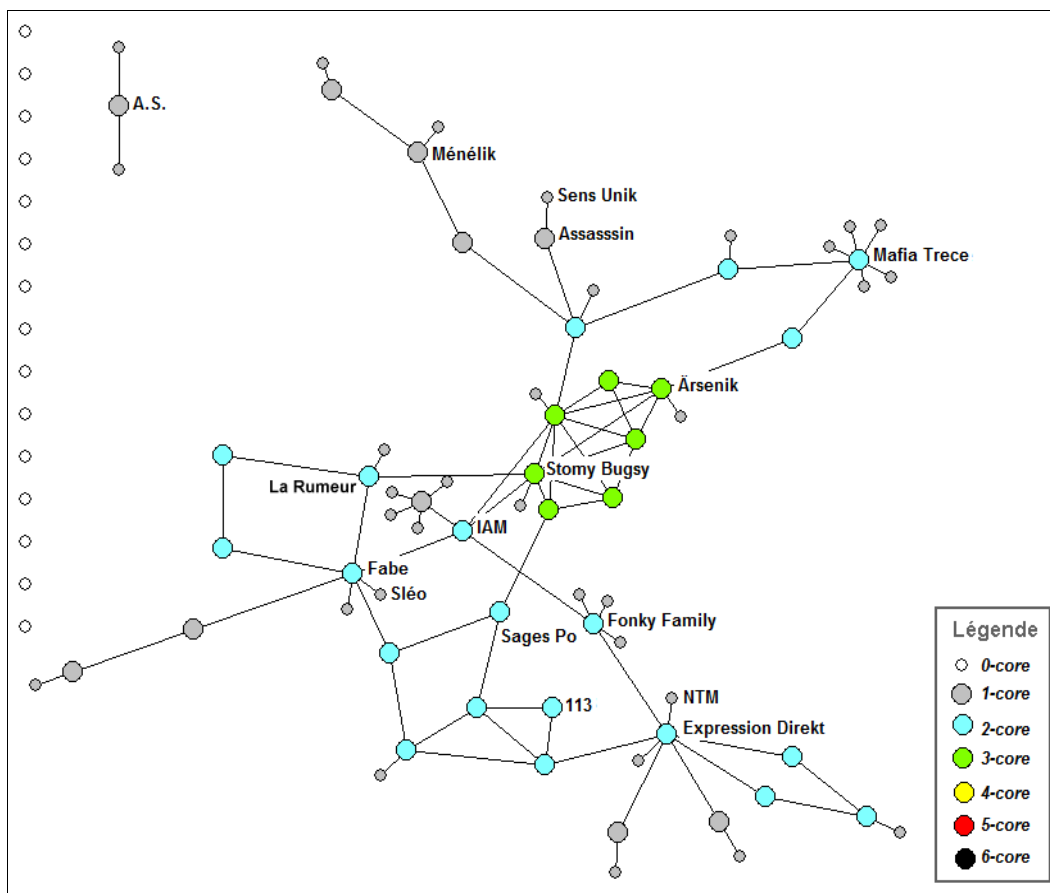 A.S.
Ménélik
Sens Unik
Assasssin
Mafia Trece
Ärsenik
Stomy Bugsy
La Rumeur
IAM
Fabe
Sléo
Sages Po
Fonky Family
113
NTM
Expression Direkt
Légende
0-core
1-core
2-core
3-core
4-core
5-core
6-core